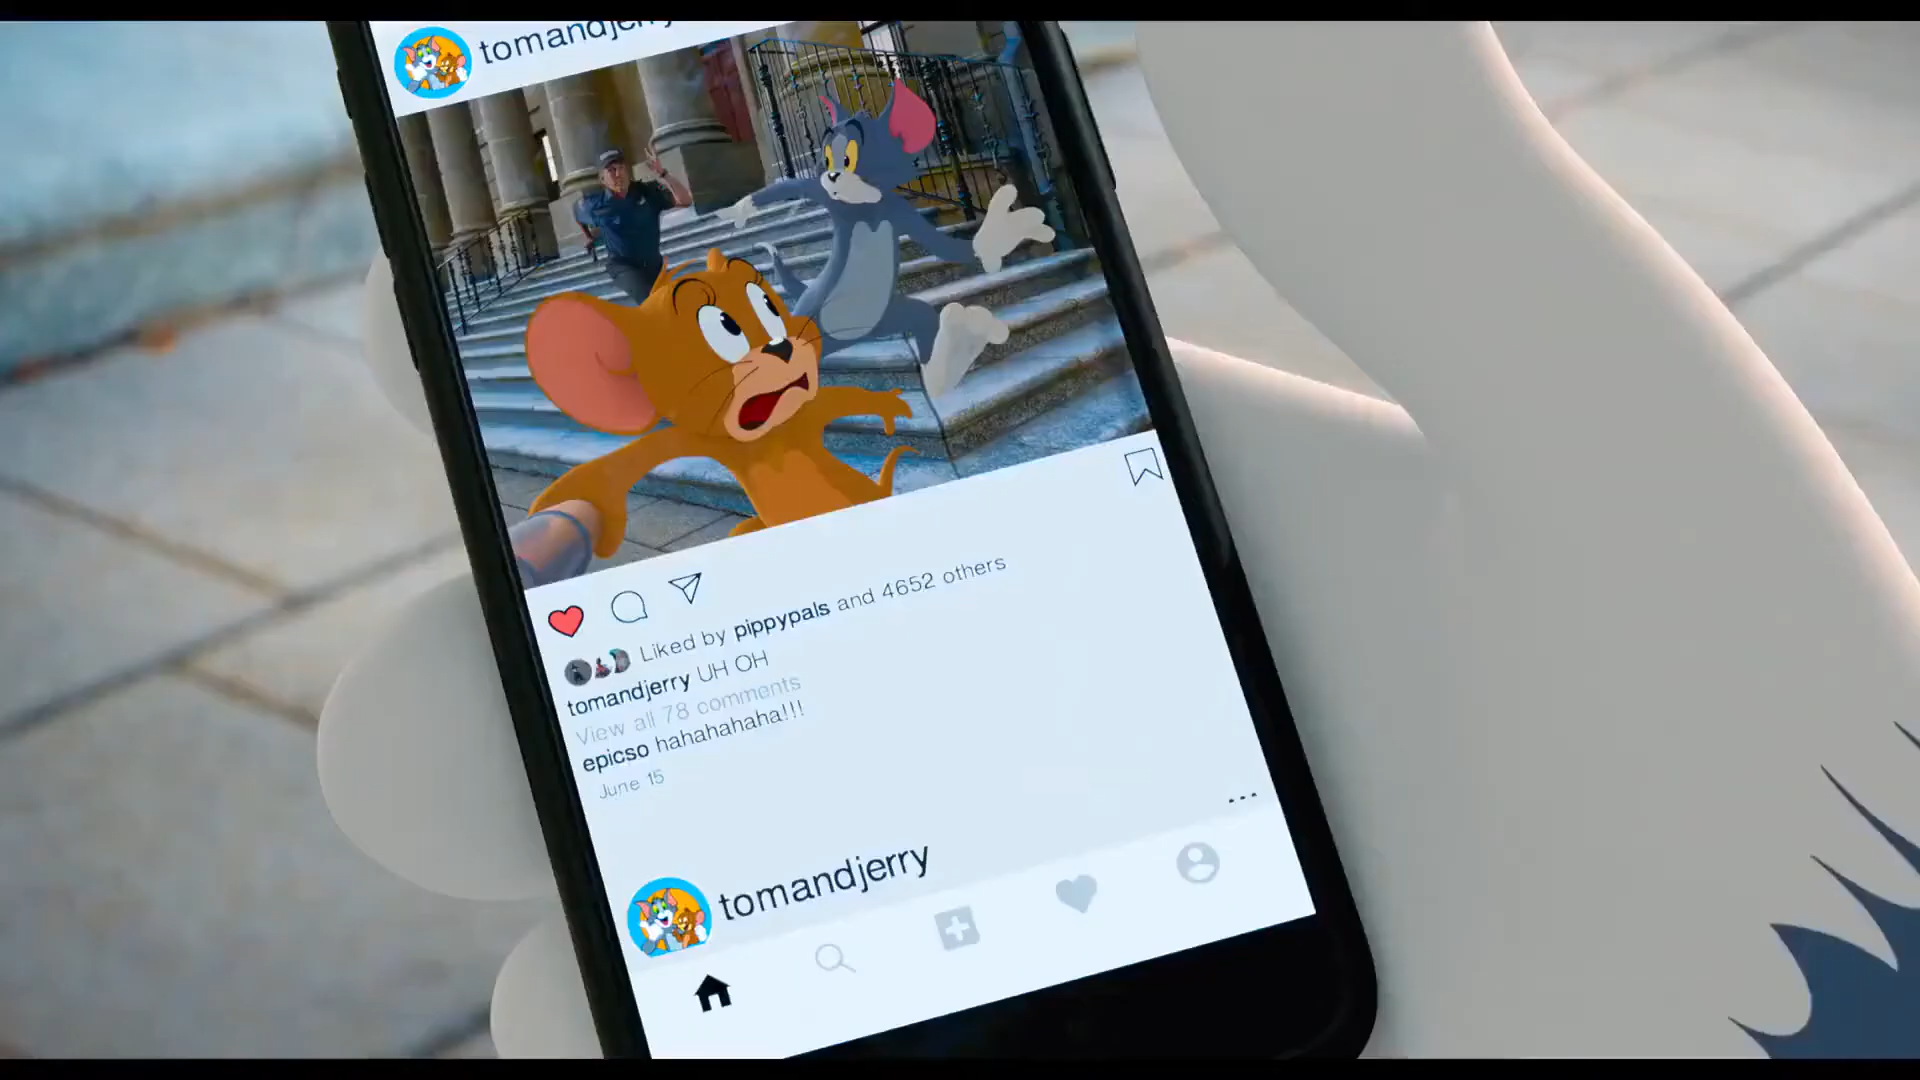 tomandjerry
Liked by pippypals and 4652 others
tomandjerry UH OH
View all 78 comments
epicso hahahahaha!!!
June 15
tomandjerry